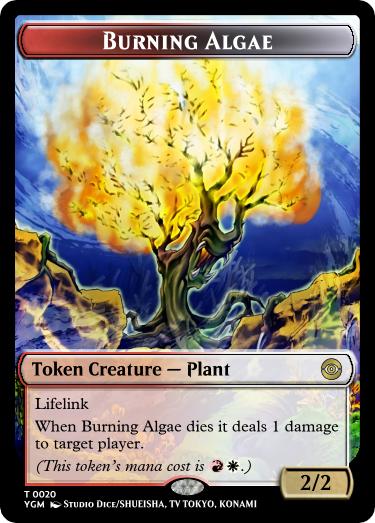 Burning Algae
Token Creature — Plant
Lifelink
When Burning Algae dies it deals 1 damage
to target player.
(This token's mana cost is .)
2/2
T 0020
YGM Studio Dice/SHUEISHA, TV TOKYO, KONAMI